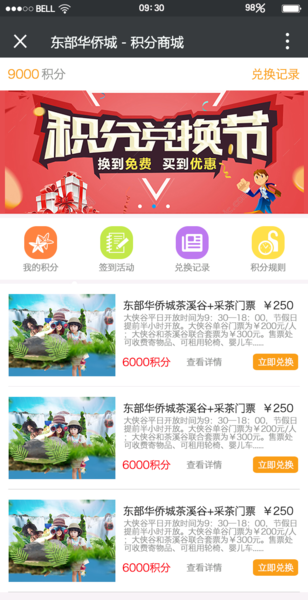 BELL 09:30 98%
东部华侨城 - 积分商城
9000积分 兑换记录
积分兑换节
换到免费 买到优惠
我的积分 签到活动 兑换记录 积分规则
东部华侨城茶溪谷+采茶门票 ¥250
大侠谷平日开放时间为9：30—18：00，节假日
提前半小时开放。大侠谷单谷门票为¥200元/人
；大侠谷和茶溪谷联合套票为￥300元。售票处
可收费寄物品、可租用轮椅、婴儿车......
6000积分 查看详情 立即兑换
东部华侨城茶溪谷+采茶门票 ¥250
大侠谷平日开放时间为9：30—18：00，节假日
提前半小时开放。大侠谷单谷门票为¥200元/人
；大侠谷和茶溪谷联合套票为￥300元。售票处
可收费寄物品、可租用轮椅、婴儿车......
6000积分 查看详情 立即兑换
东部华侨城茶溪谷+采茶门票 ¥250
大侠谷平日开放时间为9：30—18：00，节假日
提前半小时开放。大侠谷单谷门票为¥200元/人
；大侠谷和茶溪谷联合套票为￥300元。售票处
可收费寄物品、可租用轮椅、婴儿车......
6000积分 查看详情 立即兑换